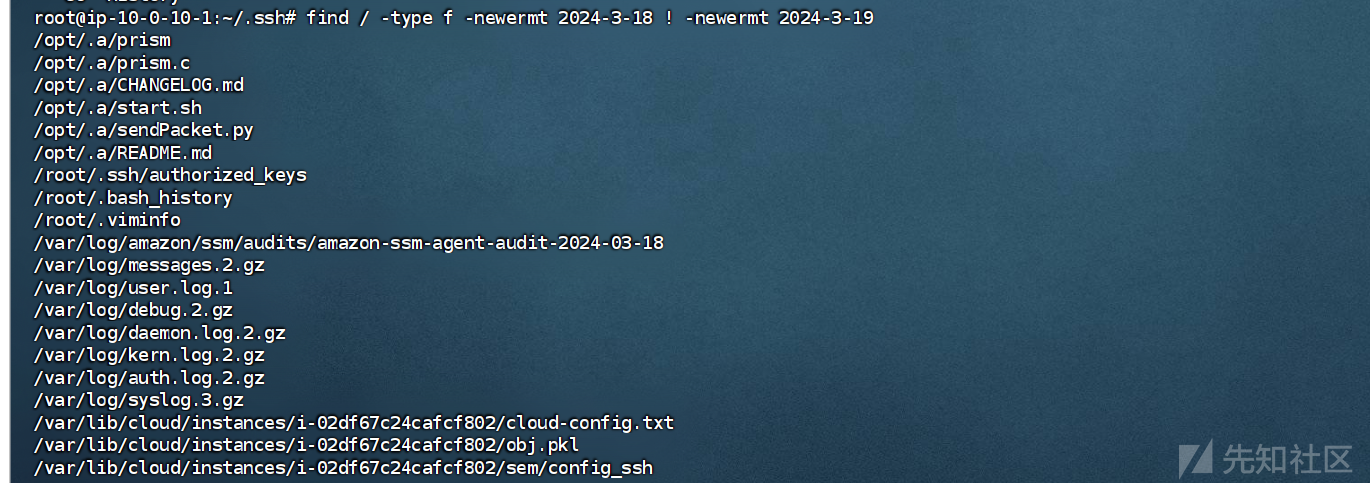 root@ip-10-0-10-1:~/.ssh# find / -type f -newermt 2024-3-18 ! -newermt 2024-3-19
/opt/.a/prism
/opt/.a/prism.c
/opt/.a/CHANGELOG.md
/opt/.a/start.sh
/opt/.a/sendPacket.py
/opt/.a/README.md
/root/.ssh/authorized_keys
/root/.bash_history
/root/.viminfo
/var/log/amazon/ssm/audits/amazon-ssm-agent-audit-2024-03-18
/var/log/messages.2.gz
/var/log/user.log.1
/var/log/debug.2.gz
/var/log/daemon.log.2.gz
/var/log/kern.log.2.gz
/var/log/auth.log.2.gz
/var/log/syslog.3.gz
/var/lib/cloud/instances/i-02df67c24cafcf802/cloud-config.txt
/var/lib/cloud/instances/i-02df67c24cafcf802/obj.pkl
/var/lib/cloud/instances/i-02df67c24cafcf802/sem/config_ssh
先知社区